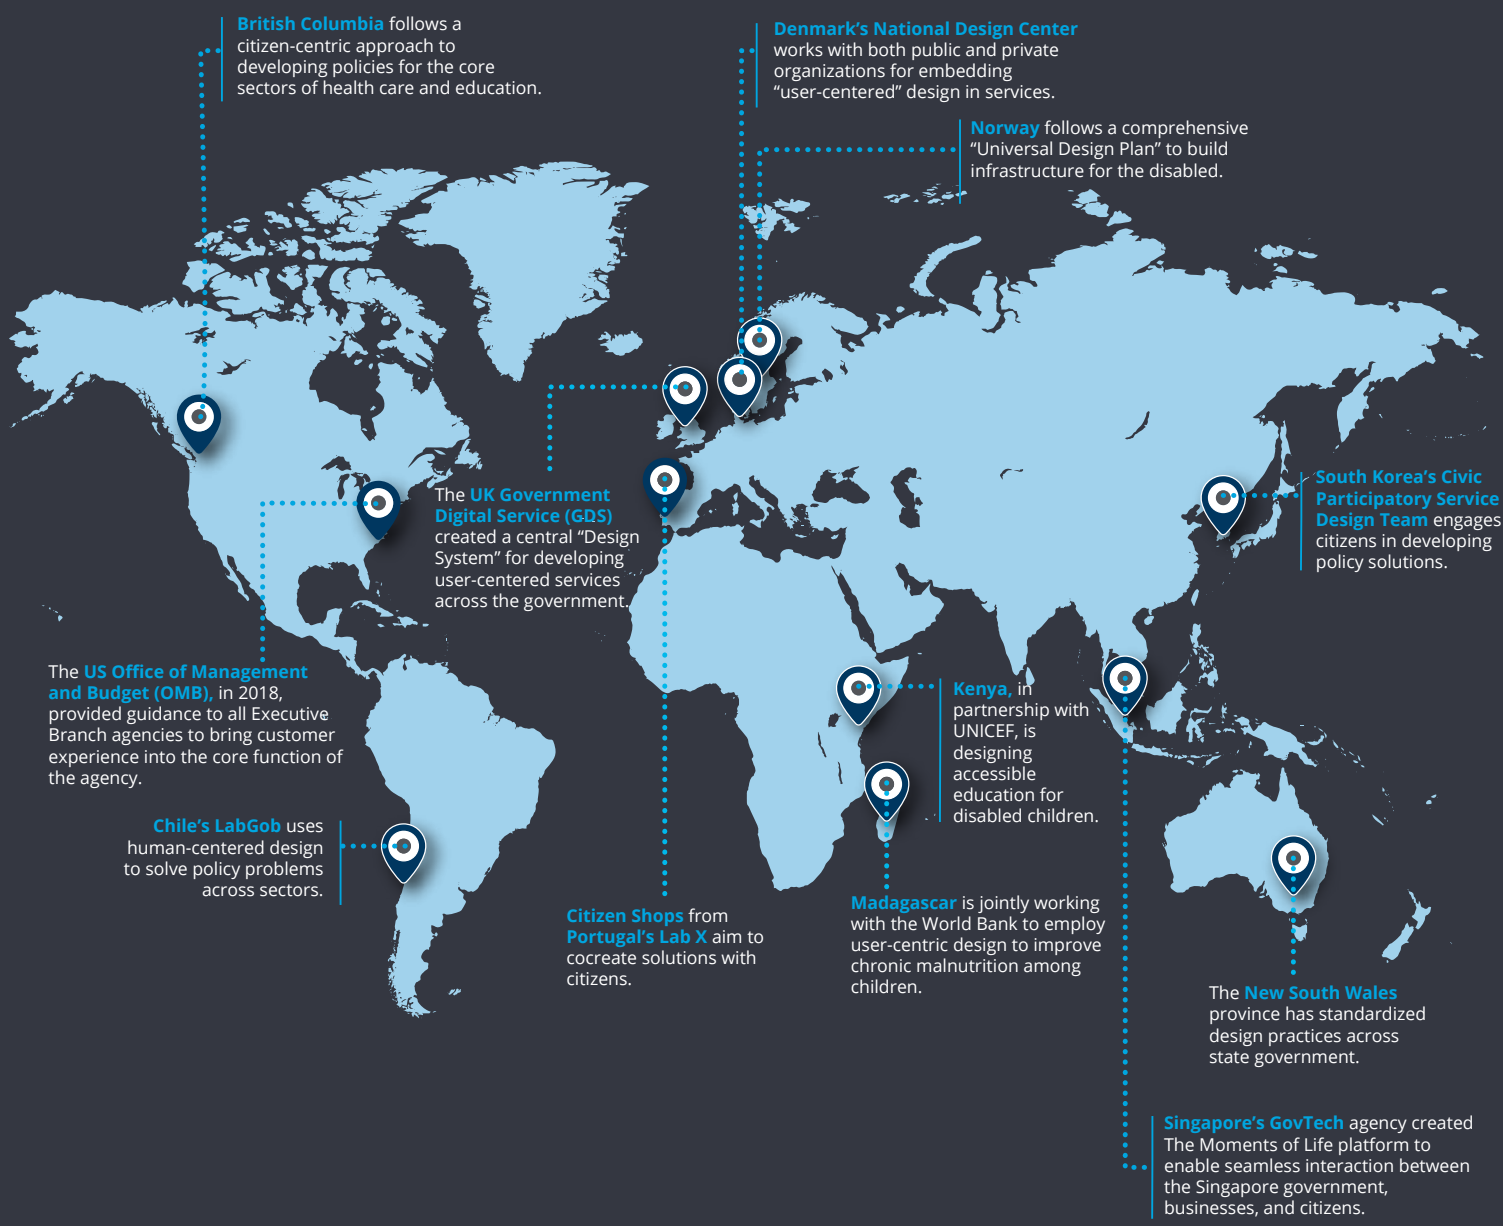 British Columbia follows a
citizen-centric approach to
developing policies for the core
sectors of health care and education.
Denmark’s National Design Center
works with both public and private
organizations for embedding
“user-centered” design in services.
Norway follows a comprehensive
“Universal Design Plan” to build
infrastructure for the disabled.
The UK Government
Digital Service (GDS)
created a central “Design
System” for developing
user-centered services
across the government.
South Korea’s Civic
Participatory Service
Design Team engages
citizens in developing
policy solutions.
The US Office of Management
and Budget (OMB), in 2018,
provided guidance to all Executive
Branch agencies to bring customer
experience into the core function of
the agency.
Kenya, in
partnership with
UNICEF, is
designing
accessible
education for
disabled children.
Chile’s LabGob uses
human-centered design
to solve policy problems
across sectors.
Citizen Shops from
Portugal’s Lab X aim to
cocreate solutions with
citizens.
Madagascar is jointly working
with the World Bank to employ
user-centric design to improve
chronic malnutrition among
children.
The New South Wales
province has standardized
design practices across
state government.
Singapore’s GovTech agency created
The Moments of Life platform to
enable seamless interaction between
the Singapore government,
businesses, and citizens.